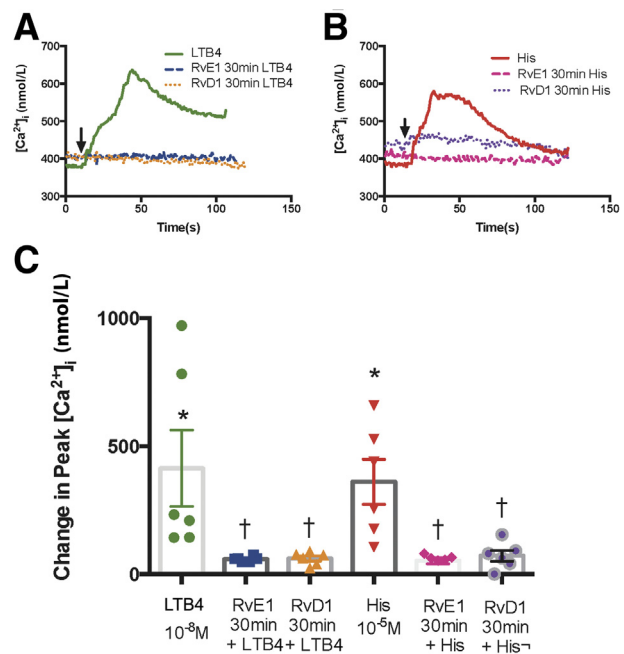 A
700
600
500
400
300
[Ca²⁺]ᵢ (nmol/L)
LTB4
RvE1 30min LTB4
RvD1 30min LTB4
0
50
100
150
Time(s)
B
700
600
500
400
300
[Ca²⁺]ᵢ (nmol/L)
His
RvE1 30min His
RvD1 30min His
0
50
100
150
Time(s)
C
Change in Peak [Ca²⁺]ᵢ (nmol/L)
1000
500
0
*
†
†
*
†
†
LTB4
10⁻⁸M
RvE1
30min
+ LTB4
RvD1
30min
+ LTB4
His
10⁻⁵M
RvE1
30min
+ His
RvD1
30min
+ His¬